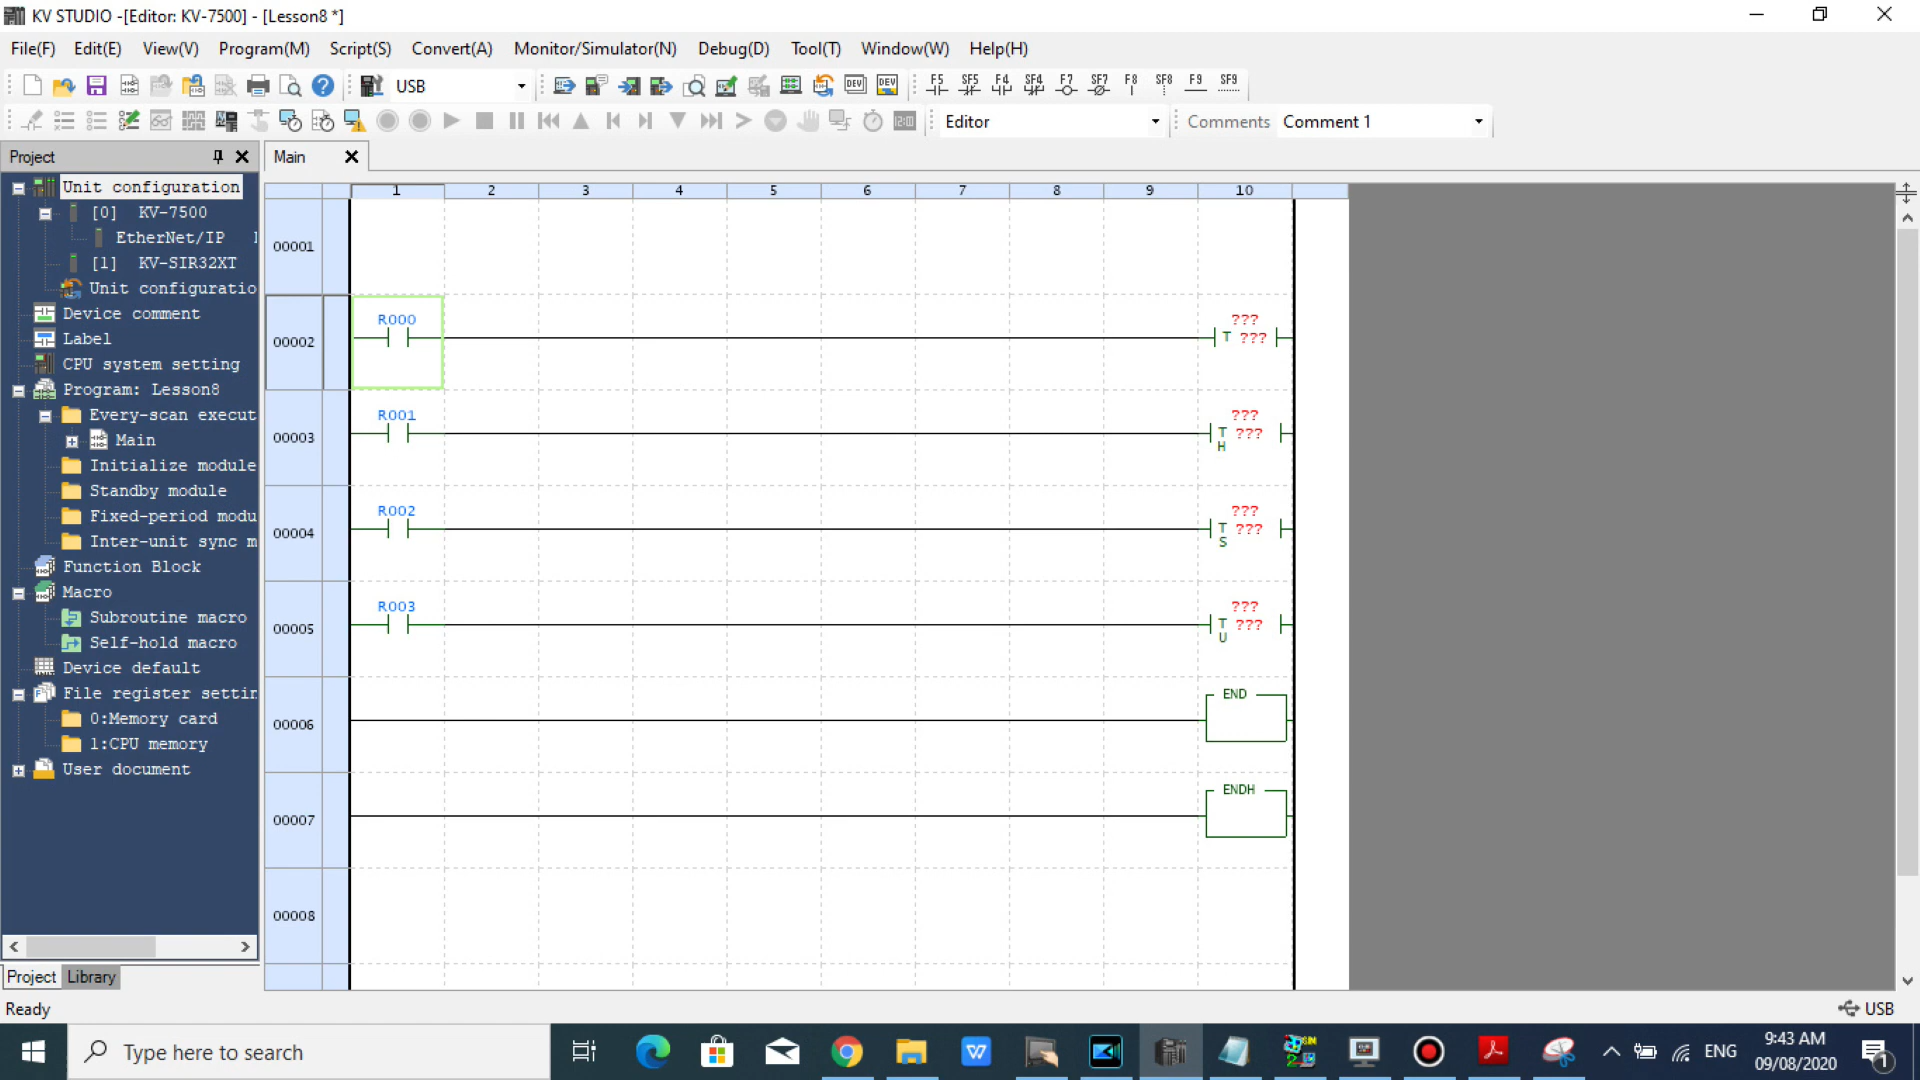 KV STUDIO -[Editor: KV-7500] - [Lesson8 *]
File(F) Edit(E) View(V) Program(M) Script(S) Convert(A) Monitor/Simulator(N) Debug(D) Tool(T) Window(W) Help(H)
USB
DEV DEV
F5 SF5 F4 SF4 F7 SF7 F8 SF8 F9 SF9
Editor
Comments Comment 1
Project
Unit configuration
[0] KV-7500
EtherNet/IP
[1] KV-SIR32XT
Unit configuratio
Device comment
Label
CPU system setting
Program: Lesson8
Every-scan execut
Main
Initialize module
Standby module
Fixed-period modu
Inter-unit sync m
Function Block
Macro
Subroutine macro
Self-hold macro
Device default
File register settin
0:Memory card
1:CPU memory
User document
Project Library
Main
1 2 3 4 5 6 7 8 9 10
00001
R000 ???
00002 T ???
R001 ???
00003 T ???
H
R002 ???
00004 T ???
S
R003 ???
00005 T ???
U
END
00006
ENDH
00007
00008
Ready
USB
Type here to search
ENG
9:43 AM
09/08/2020
1